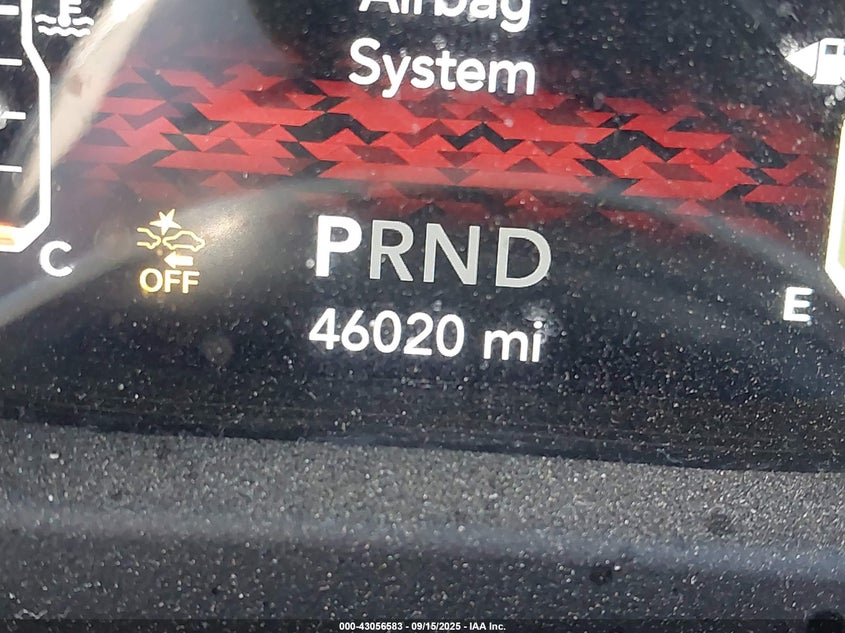 Airbag
System
PRND
C
OFF
E
46020 mi
000-43056583 - 09/15/2025 - IAA Inc.